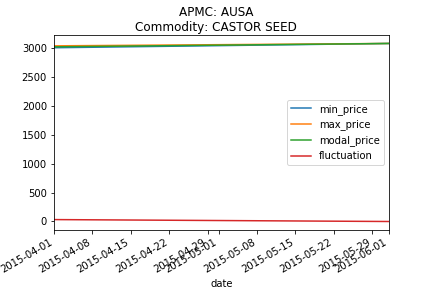 APMC: AUSA
Commodity: CASTOR SEED
3000
2500
2000
1500
1000
500
0
min_price
max_price
modal_price
fluctuation
2015-04-01
2015-04-08
2015-04-15
2015-04-22
2015-04-29
2015-05-01
2015-05-08
2015-05-15
2015-05-22
2015-05-29
2015-06-01
date